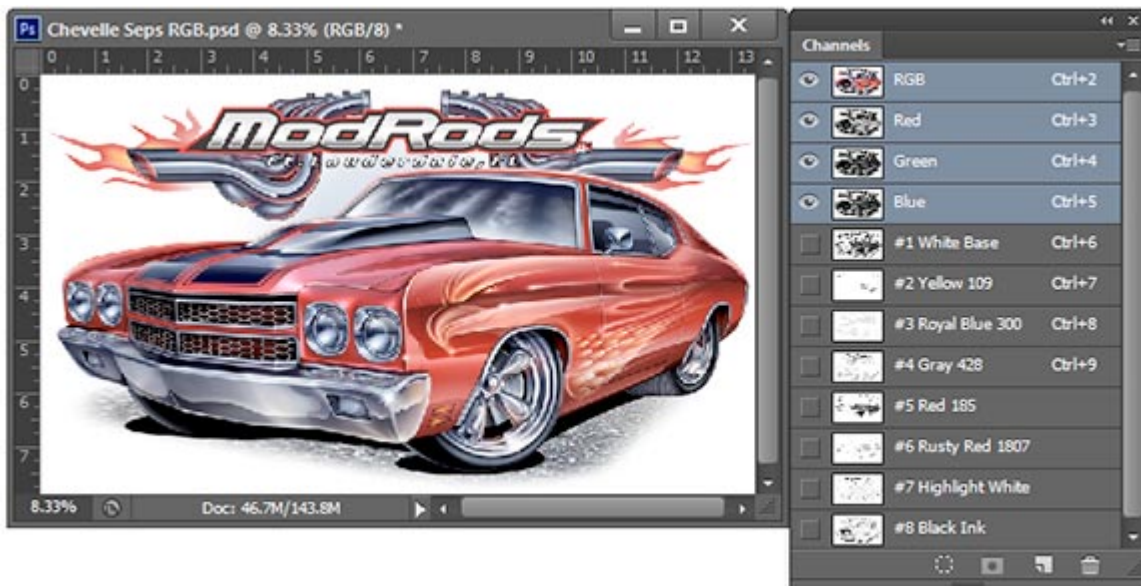 Ps Chevelle Seps RGB.psd @ 8.33% (RGB/8) *
0 1 2 3 4 5 6 7 8 9 10 11 12 13
0
1
2
3
4
5
6
7
ModRods
Ft. Lauderdale, FL
8.33% Doc: 46.7M/143.8M
Channels
RGB Ctrl+2
Red Ctrl+3
Green Ctrl+4
Blue Ctrl+5
#1 White Base Ctrl+6
#2 Yellow 109 Ctrl+7
#3 Royal Blue 300 Ctrl+8
#4 Gray 428 Ctrl+9
#5 Red 185
#6 Rusty Red 1807
#7 Highlight White
#8 Black Ink